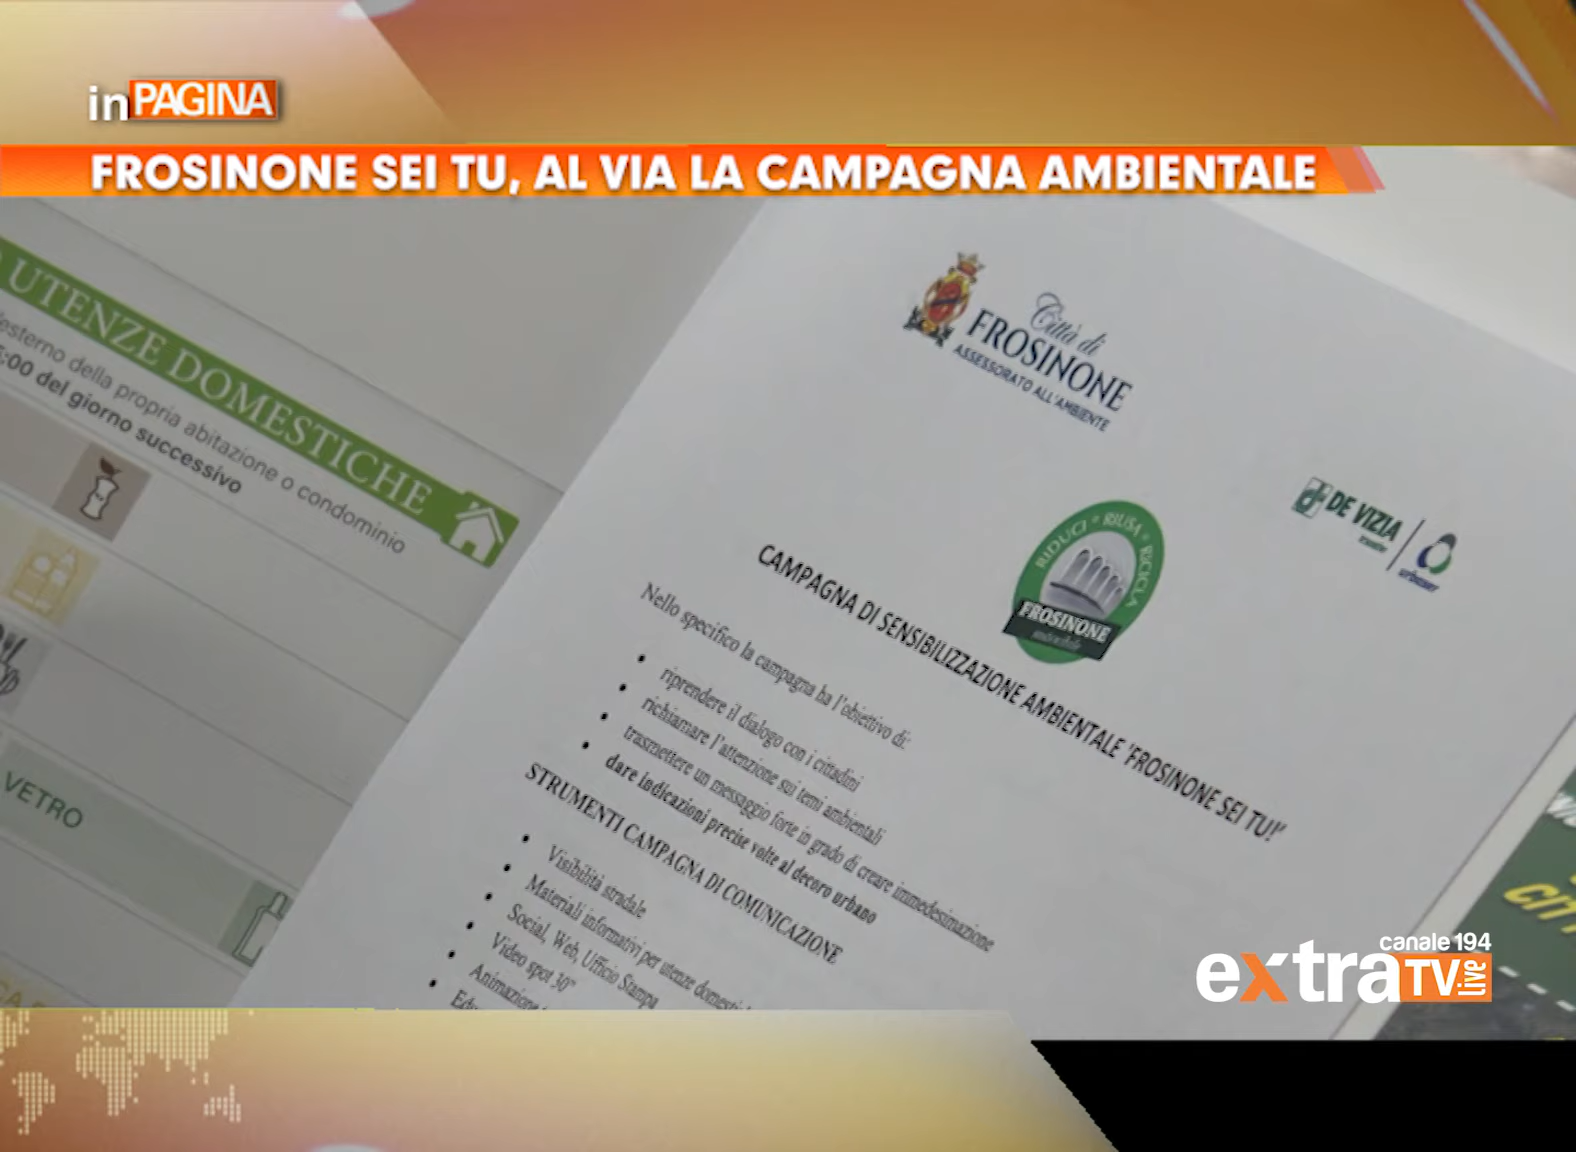 inPAGINA
FROSINONE SEI TU, AL VIA LA CAMPAGNA AMBIENTALE
UTENZE DOMESTICHE
esterno della propria abitazione o condominio
:00 del giorno successivo
VETRO
Città di
FROSINONE
ASSESSORATO ALL'AMBIENTE
DE VIZIA
transfer
urbaser
RIDUCI RIUSA RICICLA
FROSINONE
CAMPAGNA DI SENSIBILIZZAZIONE AMBIENTALE 'FROSINONE SEI TU!'
Nello specifico la campagna ha l'obiettivo di:
• riprendere il dialogo con i cittadini
• richiamare l'attenzione sui temi ambientali
• trasmettere un messaggio forte in grado di creare immedesimazione
• dare indicazioni precise volte al decoro urbano
STRUMENTI CAMPAGNA DI COMUNICAZIONE
• Visibilità stradale
• Materiali informativi per utenze domesti
• Social, Web, Ufficio Stampa
• Video spot 30"
• Animazione
•
CIT
canale 194
extraTV live